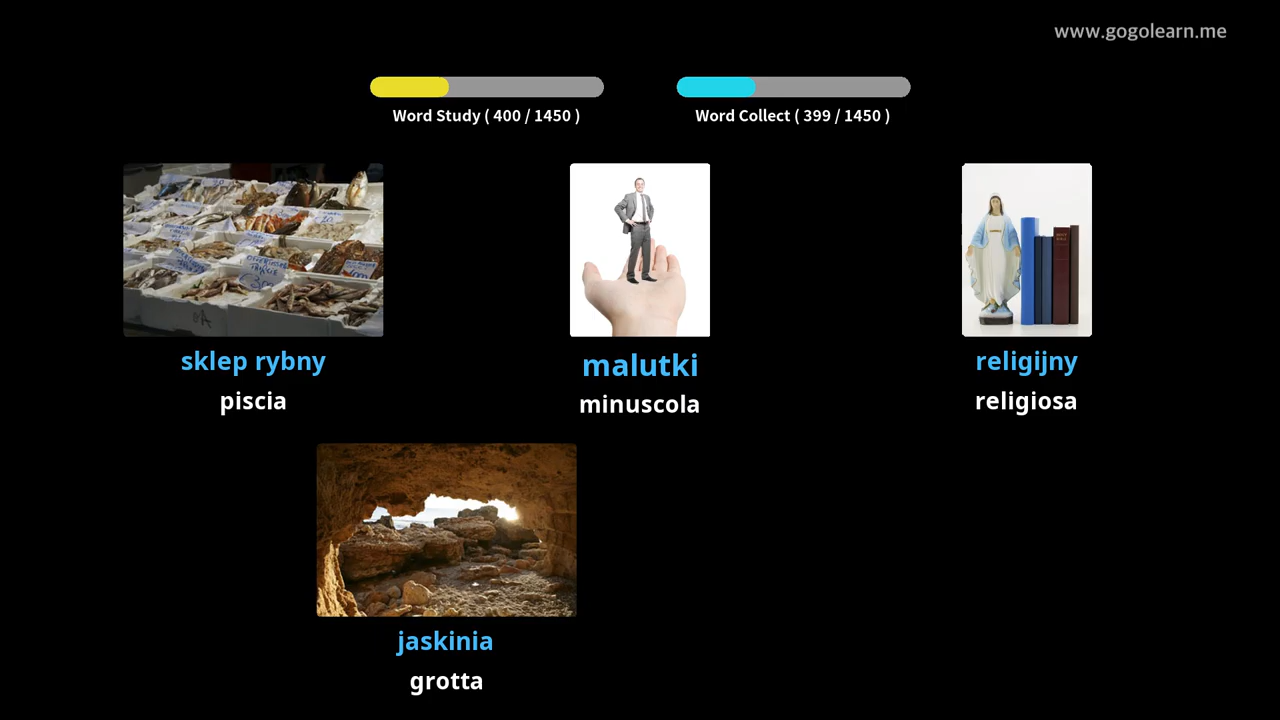 www.gogolearn.me
Word Study ( 400 / 1450 )
Word Collect ( 399 / 1450 )
sklep rybny
malutki
religijny
piscia
minuscola
religiosa
jaskinia
grotta